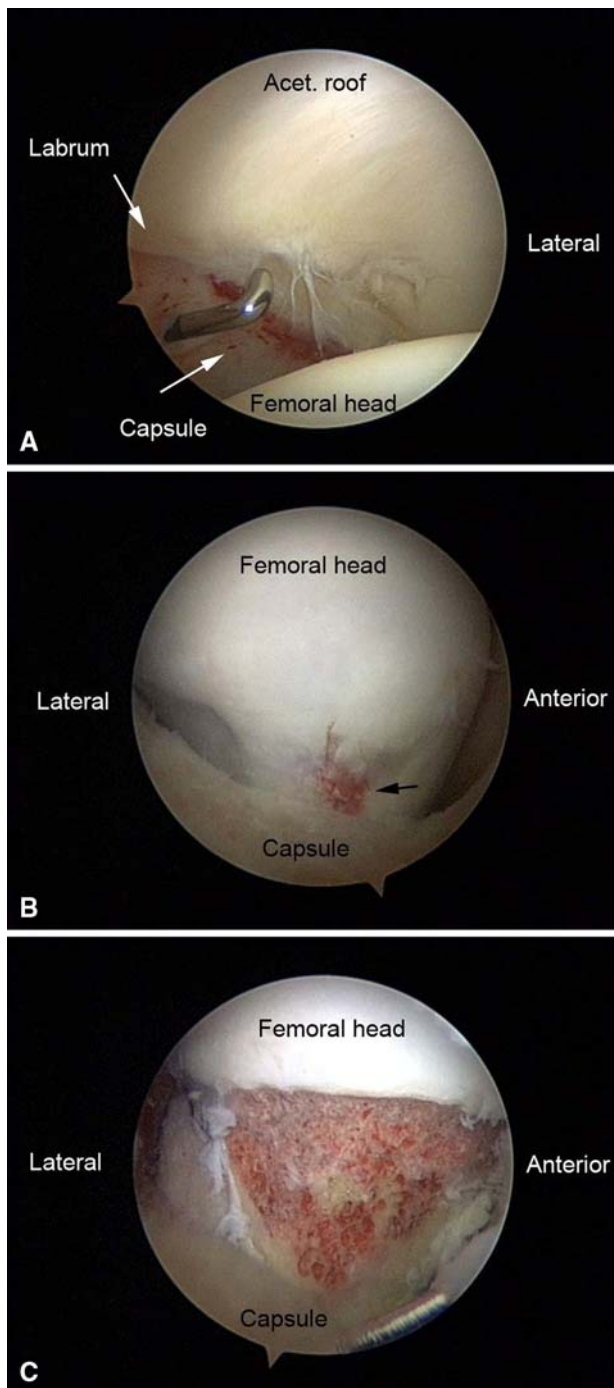 Acet. roof
Labrum
Lateral
Capsule
Femoral head
A
Femoral head
Lateral
Anterior
Capsule
B
Femoral head
Lateral
Anterior
Capsule
C